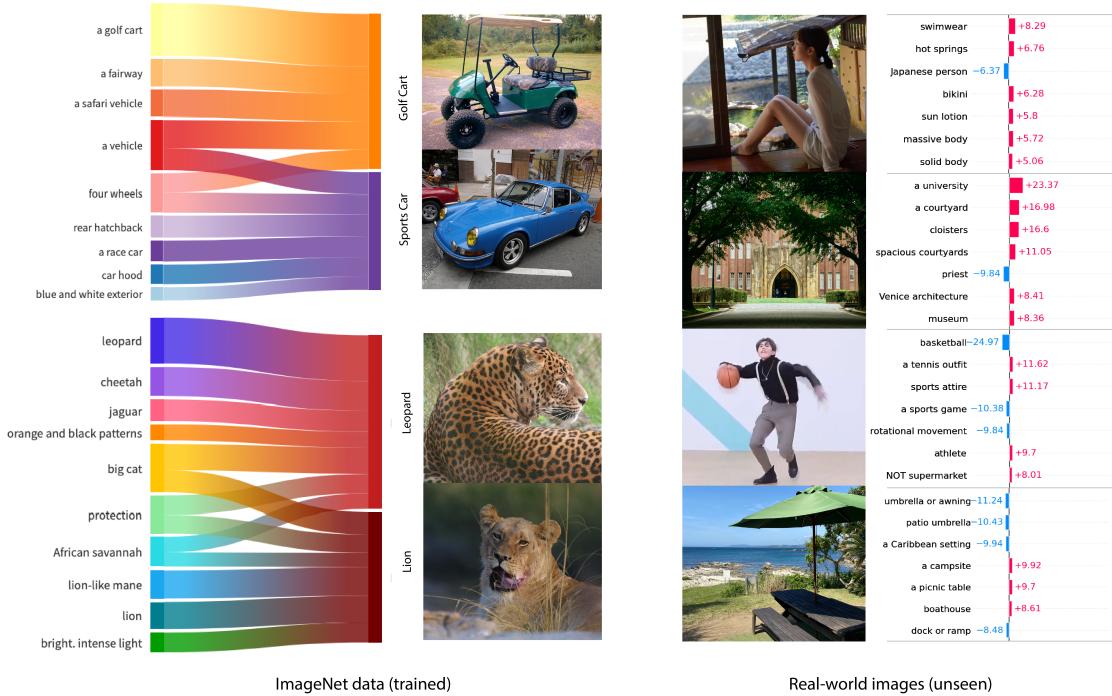 a golf cart
a fairway
a safari vehicle
a vehicle
four wheels
rear hatchback
a race car
car hood
blue and white exterior
Golf Cart
Sports Car
leopard
cheetah
jaguar
orange and black patterns
big cat
protection
African savannah
lion-like mane
lion
bright. intense light
Leopard
Lion
ImageNet data (trained)
swimwear +8.29
hot springs +6.76
Japanese person −6.37
bikini +6.28
sun lotion +5.8
massive body +5.72
solid body +5.06
a university +23.37
a courtyard +16.98
cloisters +16.6
spacious courtyards +11.05
priest −9.84
Venice architecture +8.41
museum +8.36
basketball −24.97
a tennis outfit +11.62
sports attire +11.17
a sports game −10.38
rotational movement −9.84
athlete +9.7
NOT supermarket +8.01
umbrella or awning −11.24
patio umbrella −10.43
a Caribbean setting −9.94
a campsite +9.92
a picnic table +9.7
boathouse +8.61
dock or ramp −8.48
Real-world images (unseen)